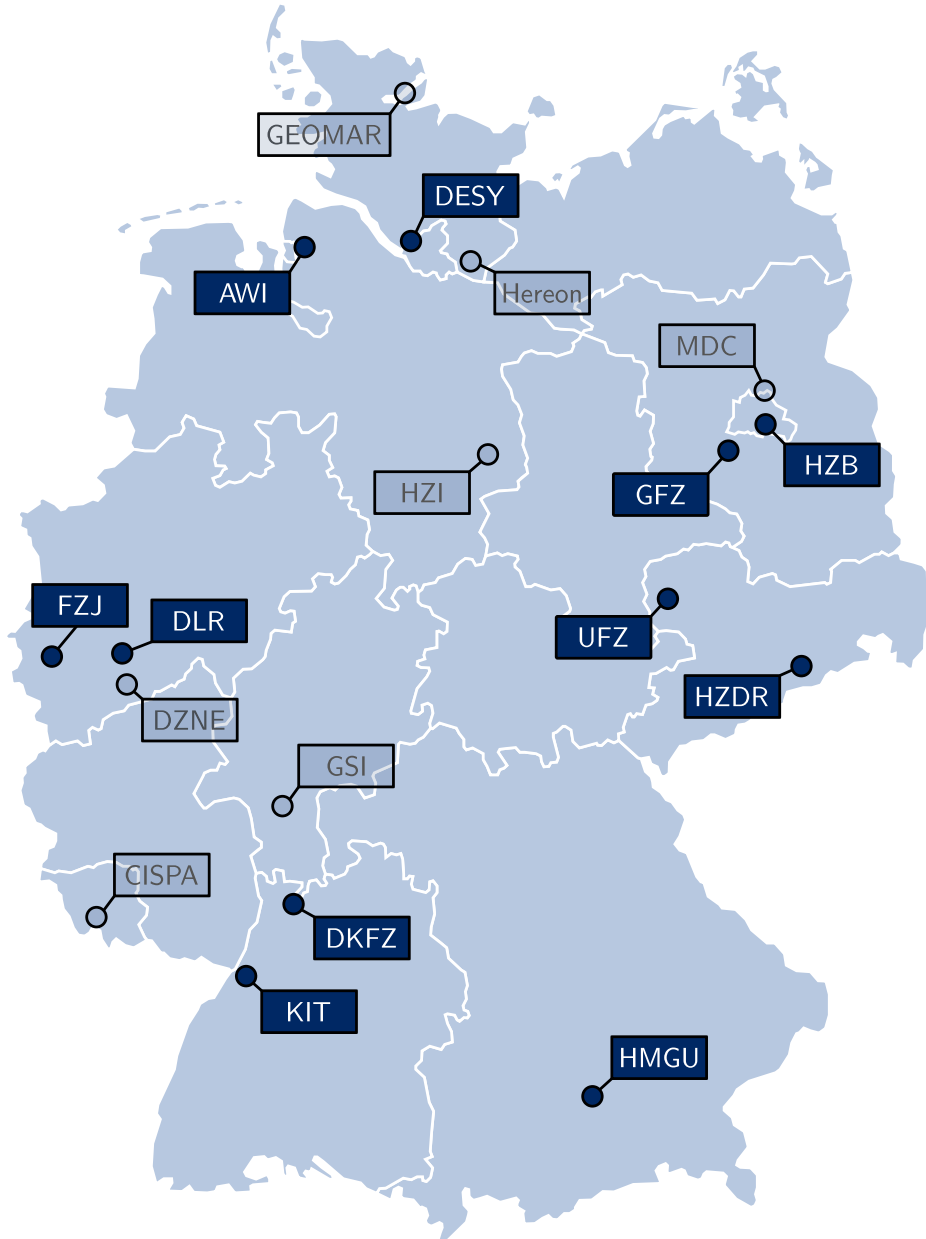 GEOMAR
DESY
AWI
Hereon
MDC
HZB
HZI
GFZ
FZJ
DLR
UFZ
HZDR
DZNE
GSI
CISPA
DKFZ
KIT
HMGU